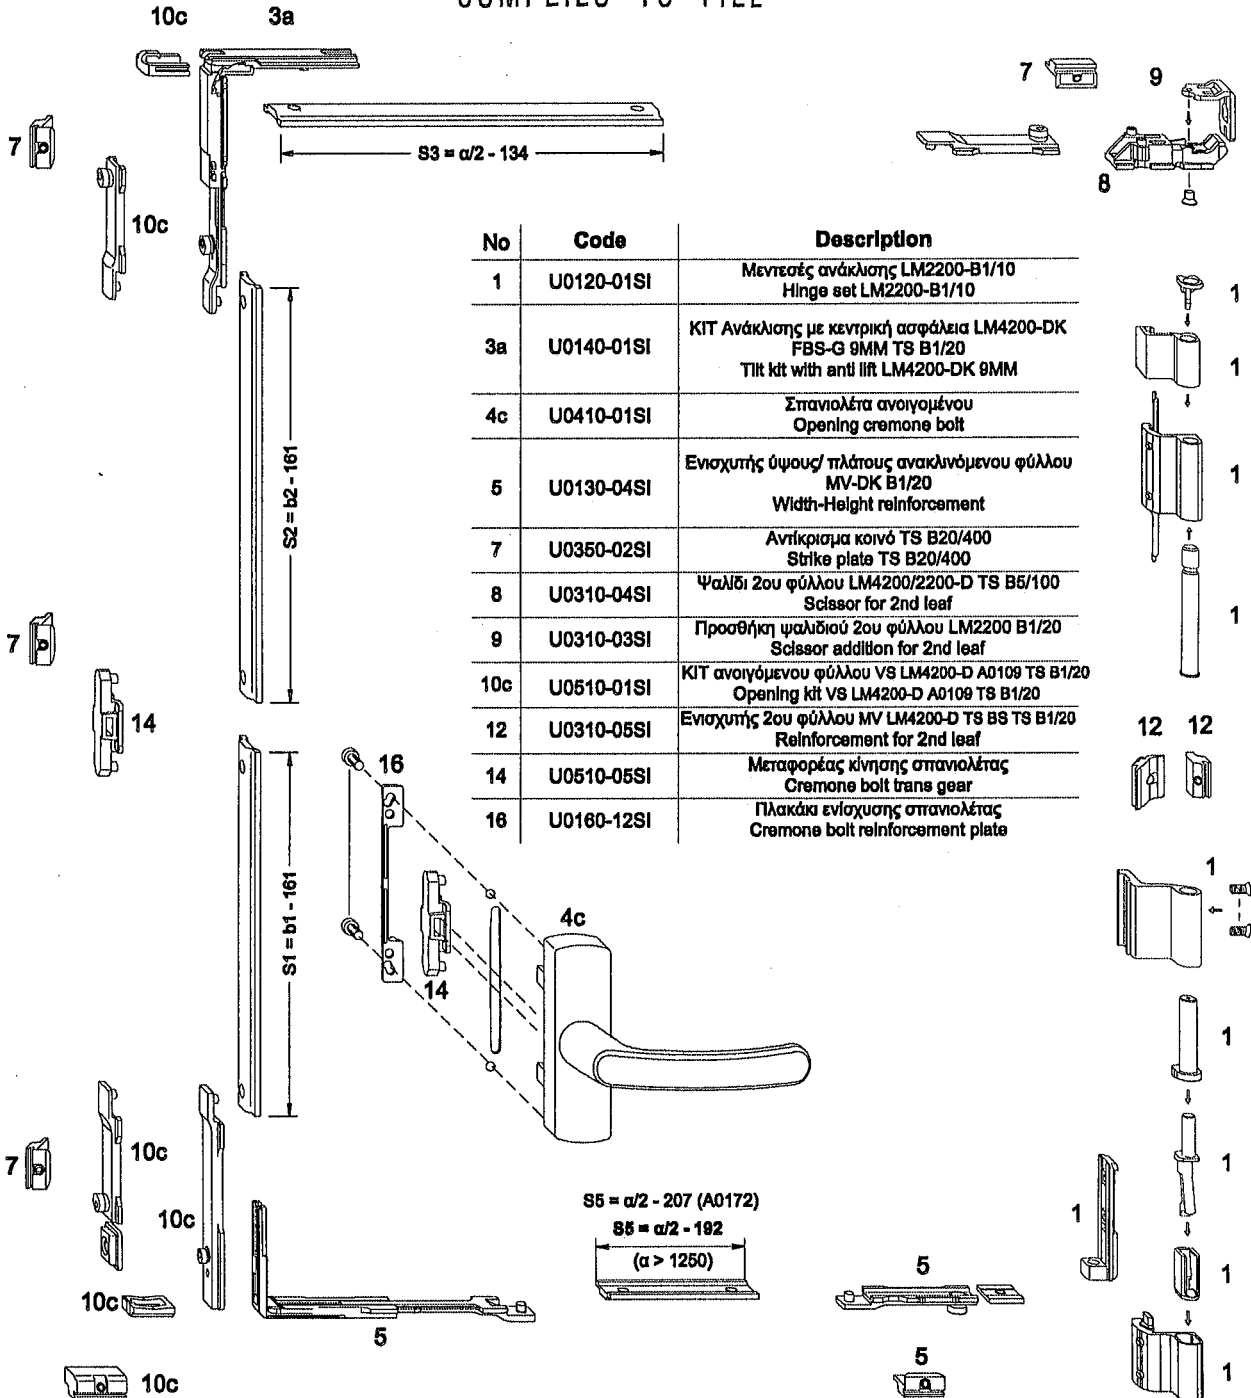 COMPLIES TO FILL
10c 3a
7 9
7
S3 = α/2 - 134
8
10c
No Code Description
1 U0120-01SI Μεντεσές ανάκλισης LM2200-B1/10
Hinge set LM2200-B1/10
3a U0140-01SI ΚΙΤ Ανάκλισης με κεντρική ασφάλεια LM4200-DK
FBS-G 9MM TS B1/20
Tilt kit with anti lift LM4200-DK 9MM
4c U0410-01SI Σπανιολέτα ανοιγομένου
Opening cremone bolt
5 U0130-04SI Ενισχυτής ύψους/ πλάτους ανακλινόμενου φύλλου
MV-DK B1/20
Width-Height reinforcement
7 U0350-02SI Αντίκρισμα κοινό TS B20/400
Strike plate TS B20/400
8 U0310-04SI Ψαλίδι 2ου φύλλου LM4200/2200-D TS B5/100
Scissor for 2nd leaf
9 U0310-03SI Προσθήκη ψαλιδιού 2ου φύλλου LM2200 B1/20
Scissor addition for 2nd leaf
10c U0510-01SI ΚΙΤ ανοιγόμενου φύλλου VS LM4200-D A0109 TS B1/20
Opening kit VS LM4200-D A0109 TS B1/20
12 U0310-05SI Ενισχυτής 2ου φύλλου MV LM4200-D TS BS TS B1/20
Reinforcement for 2nd leaf
14 U0510-05SI Μεταφορέας κίνησης σπανιολέτας
Cremone bolt trans gear
16 U0160-12SI Πλακάκι ενίσχυσης σπανιολέτας
Cremone bolt reinforcement plate
1
1
S2 = b2 - 161
1
1
7
14
12 12
16
1
4c
S1 = b1 - 161
14
1
7
10c
1
10c
S5 = α/2 - 207 (A0172)
S5 = α/2 - 192
(α > 1250)
1
5
1
10c
5
5
1
10c